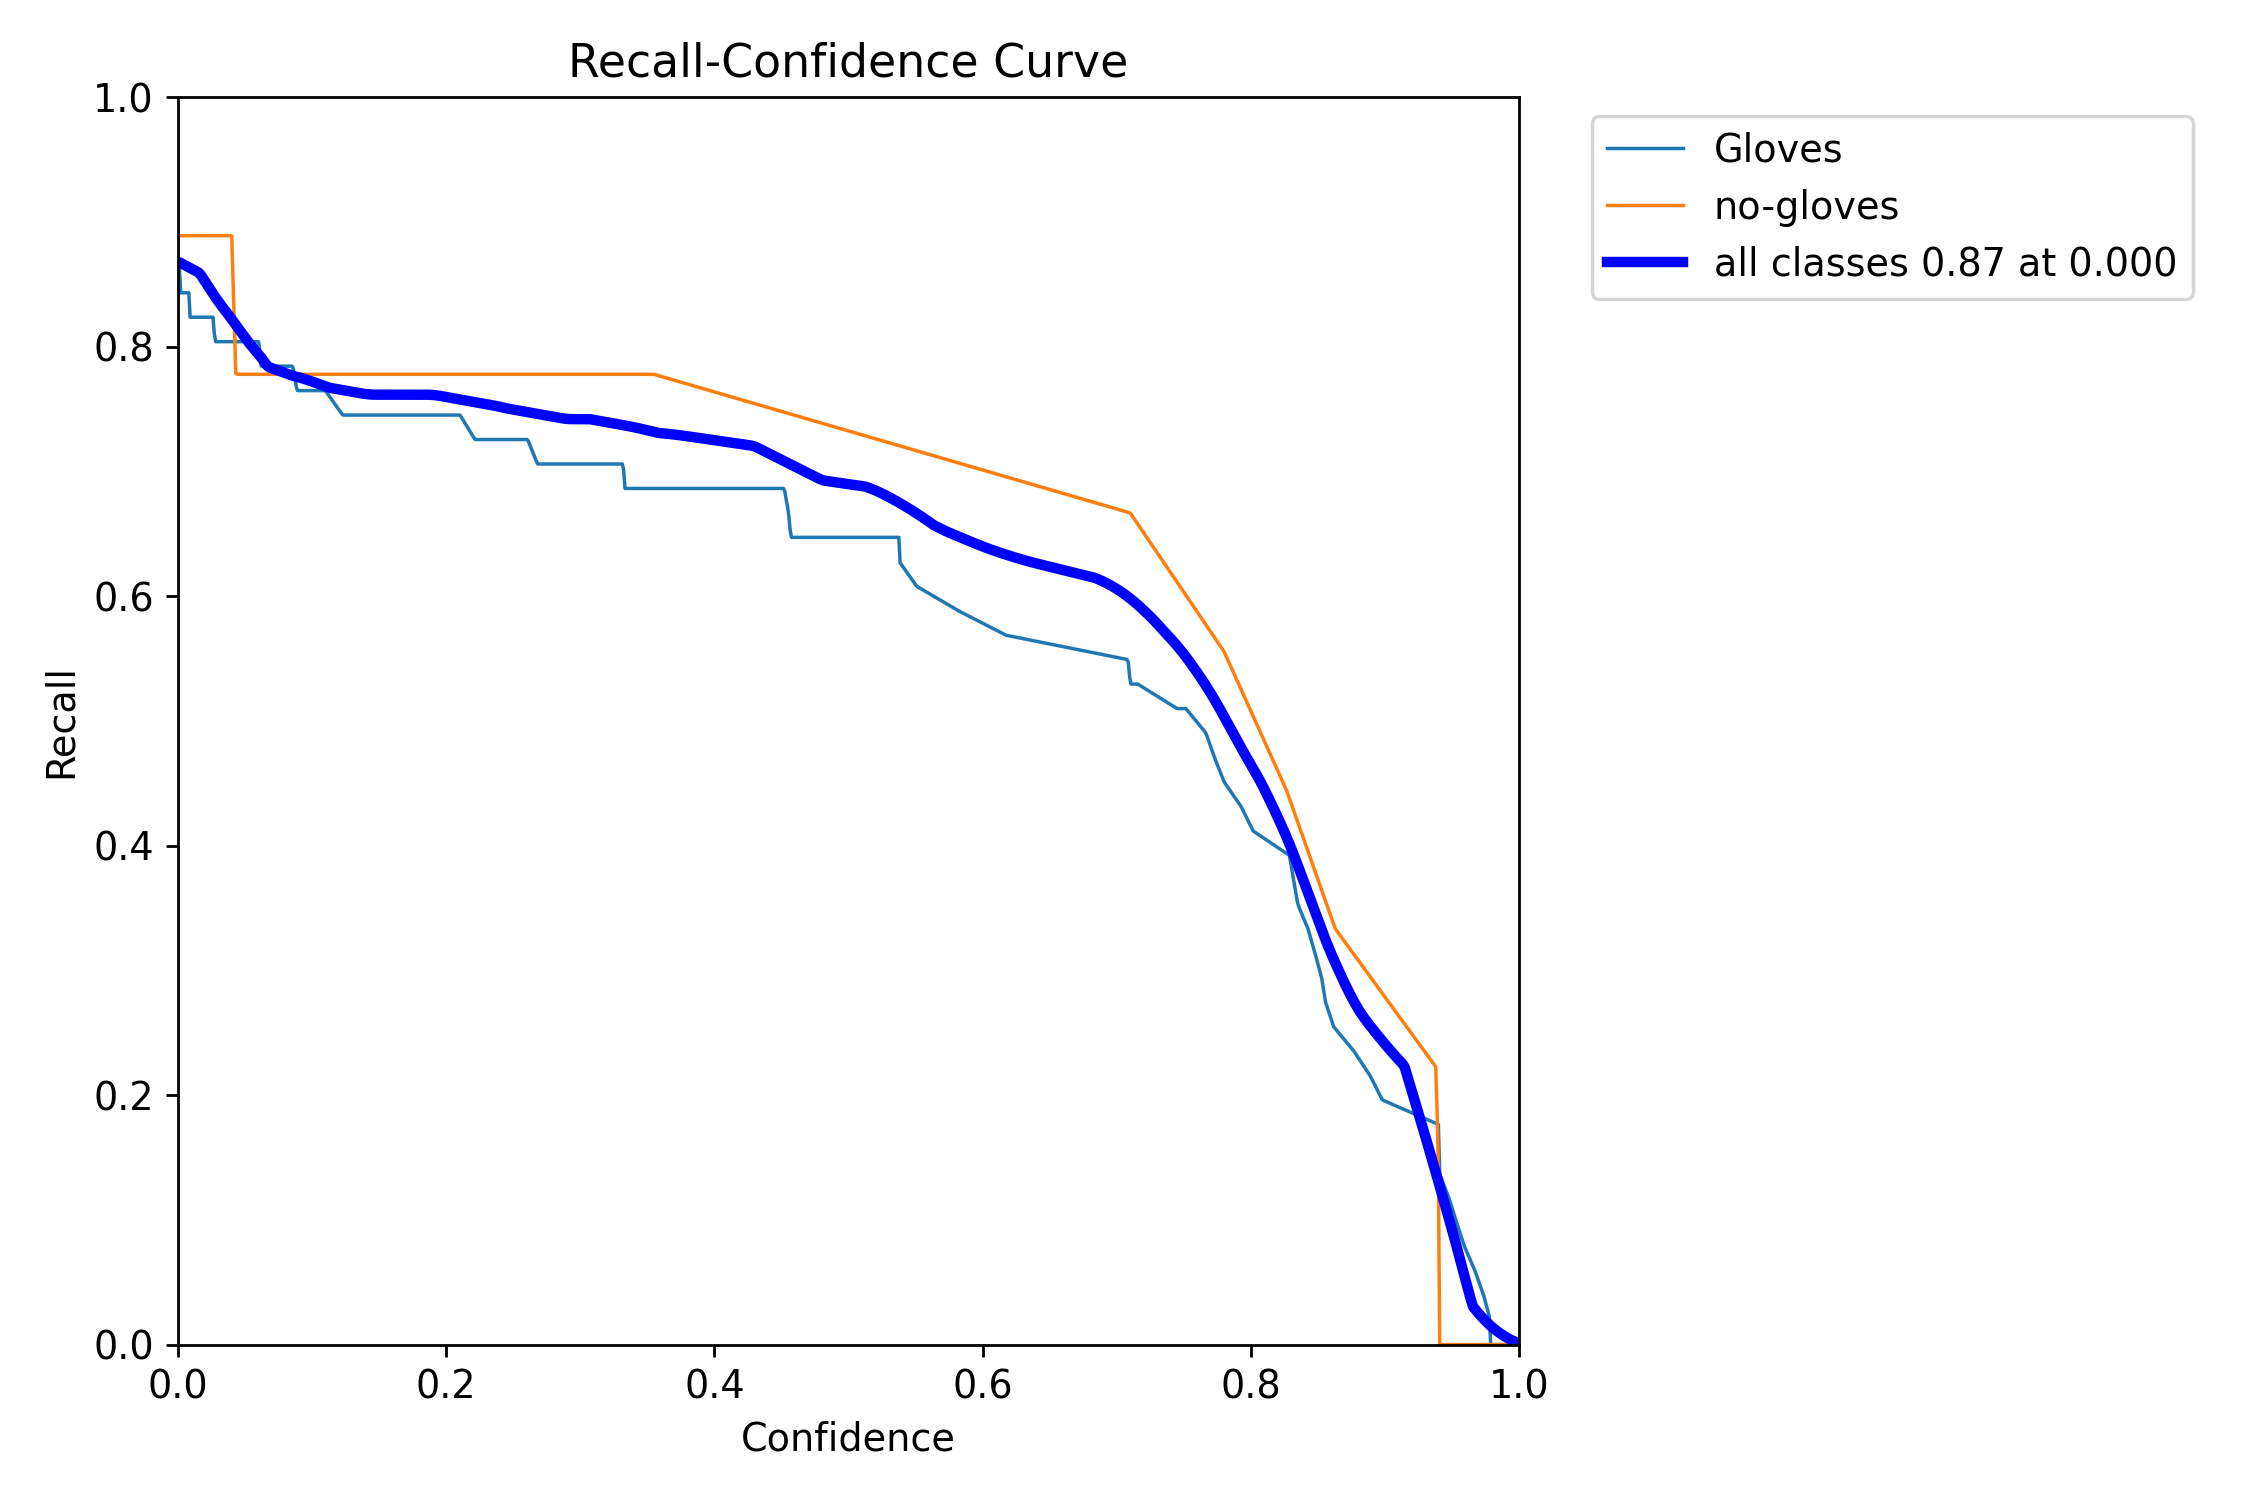 Recall-Confidence Curve
1.0
0.8
0.6
0.4
0.2
0.0
Recall
0.0 0.2 0.4 0.6 0.8 1.0
Confidence
Gloves
no-gloves
all classes 0.87 at 0.000